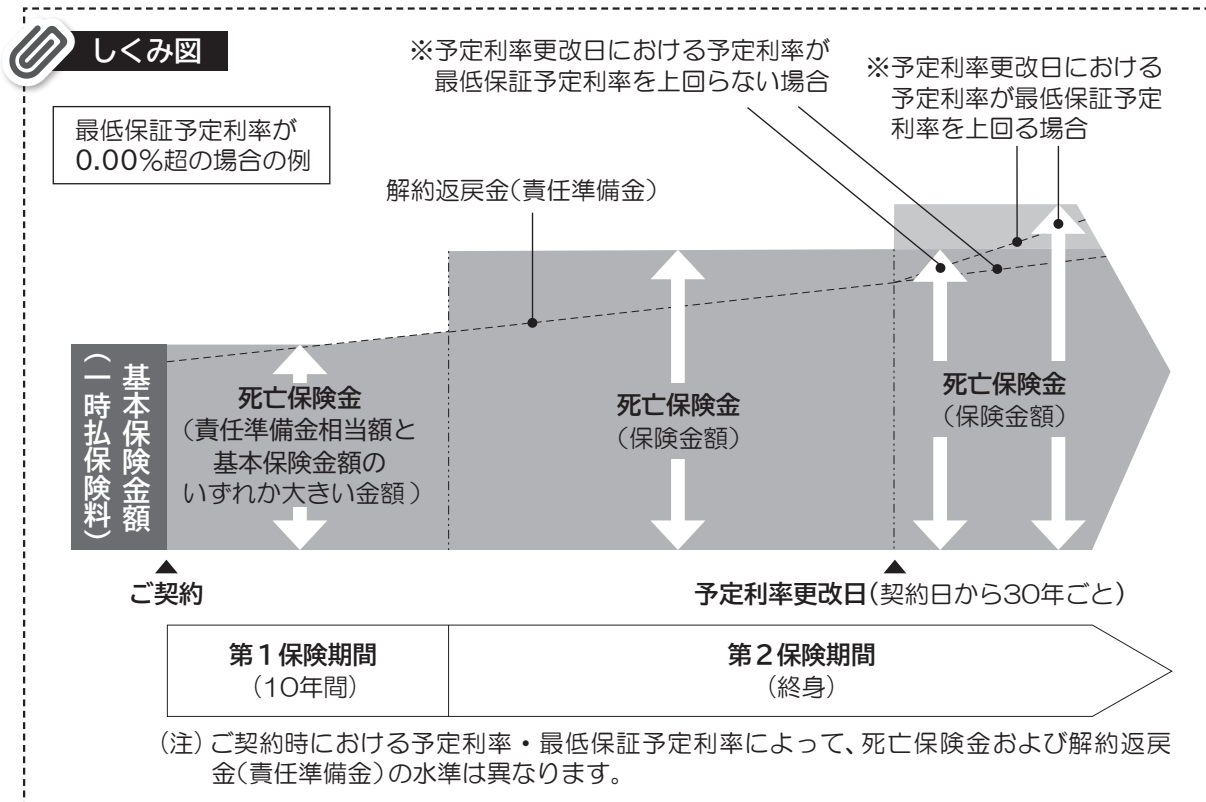 しくみ図
最低保証予定利率が
0.00%超の場合の例
※予定利率更改日における予定利率が
最低保証予定利率を上回らない場合
※予定利率更改日における
予定利率が最低保証予定
利率を上回る場合
解約返戻金(責任準備金)
基本保険金額
(一時払保険料)
死亡保険金
(責任準備金相当額と
基本保険金額の
いずれか大きい金額)
死亡保険金
(保険金額)
死亡保険金
(保険金額)
ご契約
予定利率更改日(契約日から30年ごと)
第1保険期間
(10年間)
第2保険期間
(終身)
(注)ご契約時における予定利率・最低保証予定利率によって、死亡保険金および解約返戻
金(責任準備金)の水準は異なります。